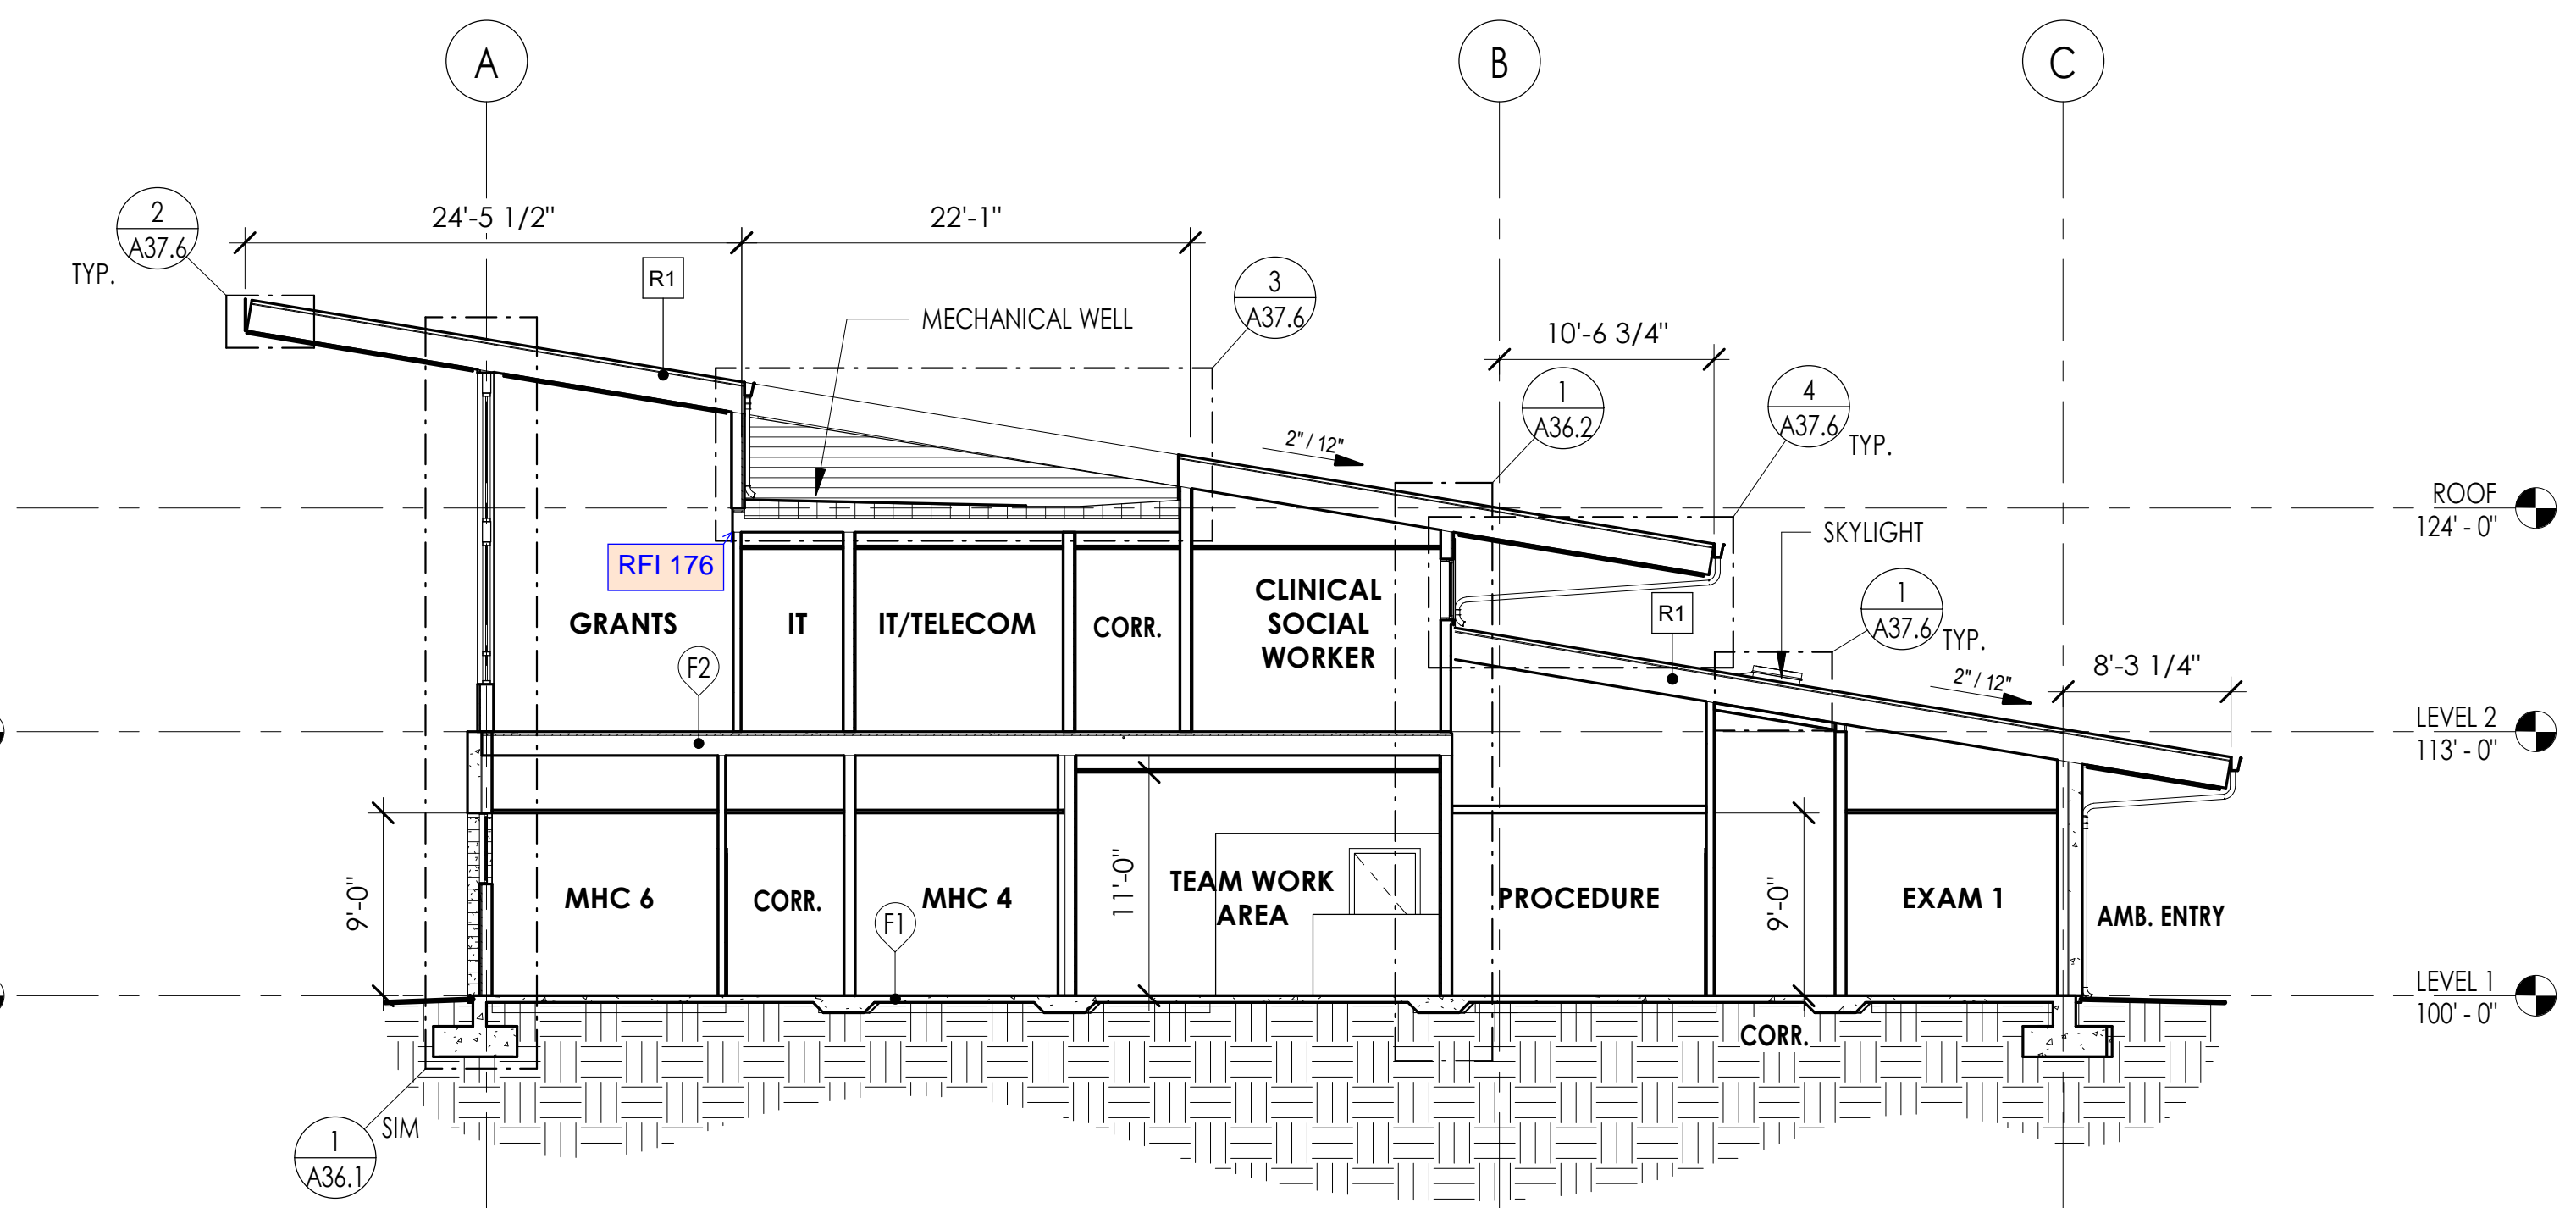 A
B
C
2
A37.6
TYP.
24'-5 1/2"
22'-1"
R1
MECHANICAL WELL
3
A37.6
10'-6 3/4"
1
A36.2
4
A37.6
TYP.
2" / 12"
ROOF
124' - 0"
SKYLIGHT
RFI 176
GRANTS
IT
IT/TELECOM
CORR.
CLINICAL
SOCIAL
WORKER
R1
1
A37.6
TYP.
8'-3 1/4"
2" / 12"
F2
LEVEL 2
113' - 0"
9'-0"
MHC 6
CORR.
MHC 4
F1
11'-0"
TEAM WORK
AREA
PROCEDURE
9'-0"
EXAM 1
AMB. ENTRY
LEVEL 1
100' - 0"
CORR.
1
A36.1
SIM